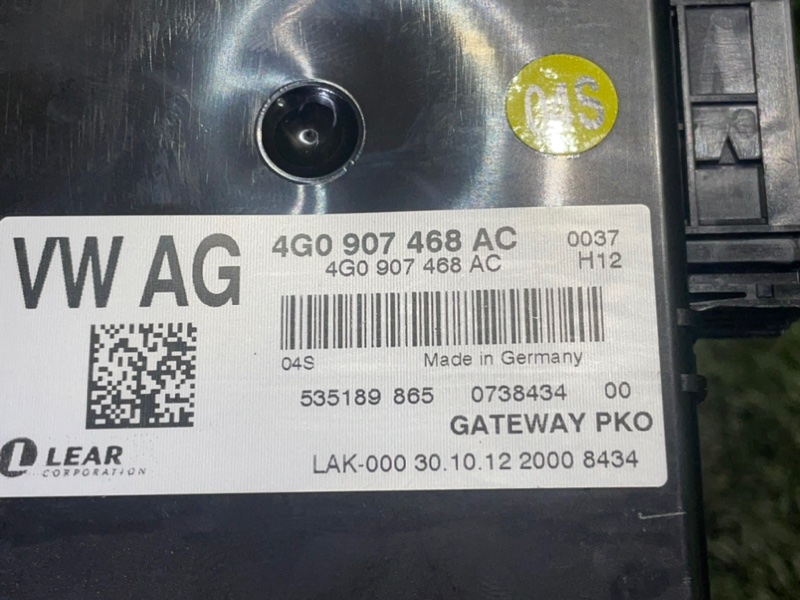 04S
VW AG
4G0 907 468 AC 0037
4G0 907 468 AC H12
04S Made in Germany
535189 865 0738434 00
GATEWAY PKO
LEAR
CORPORATION
LAK-000 30.10.12 2000 8434